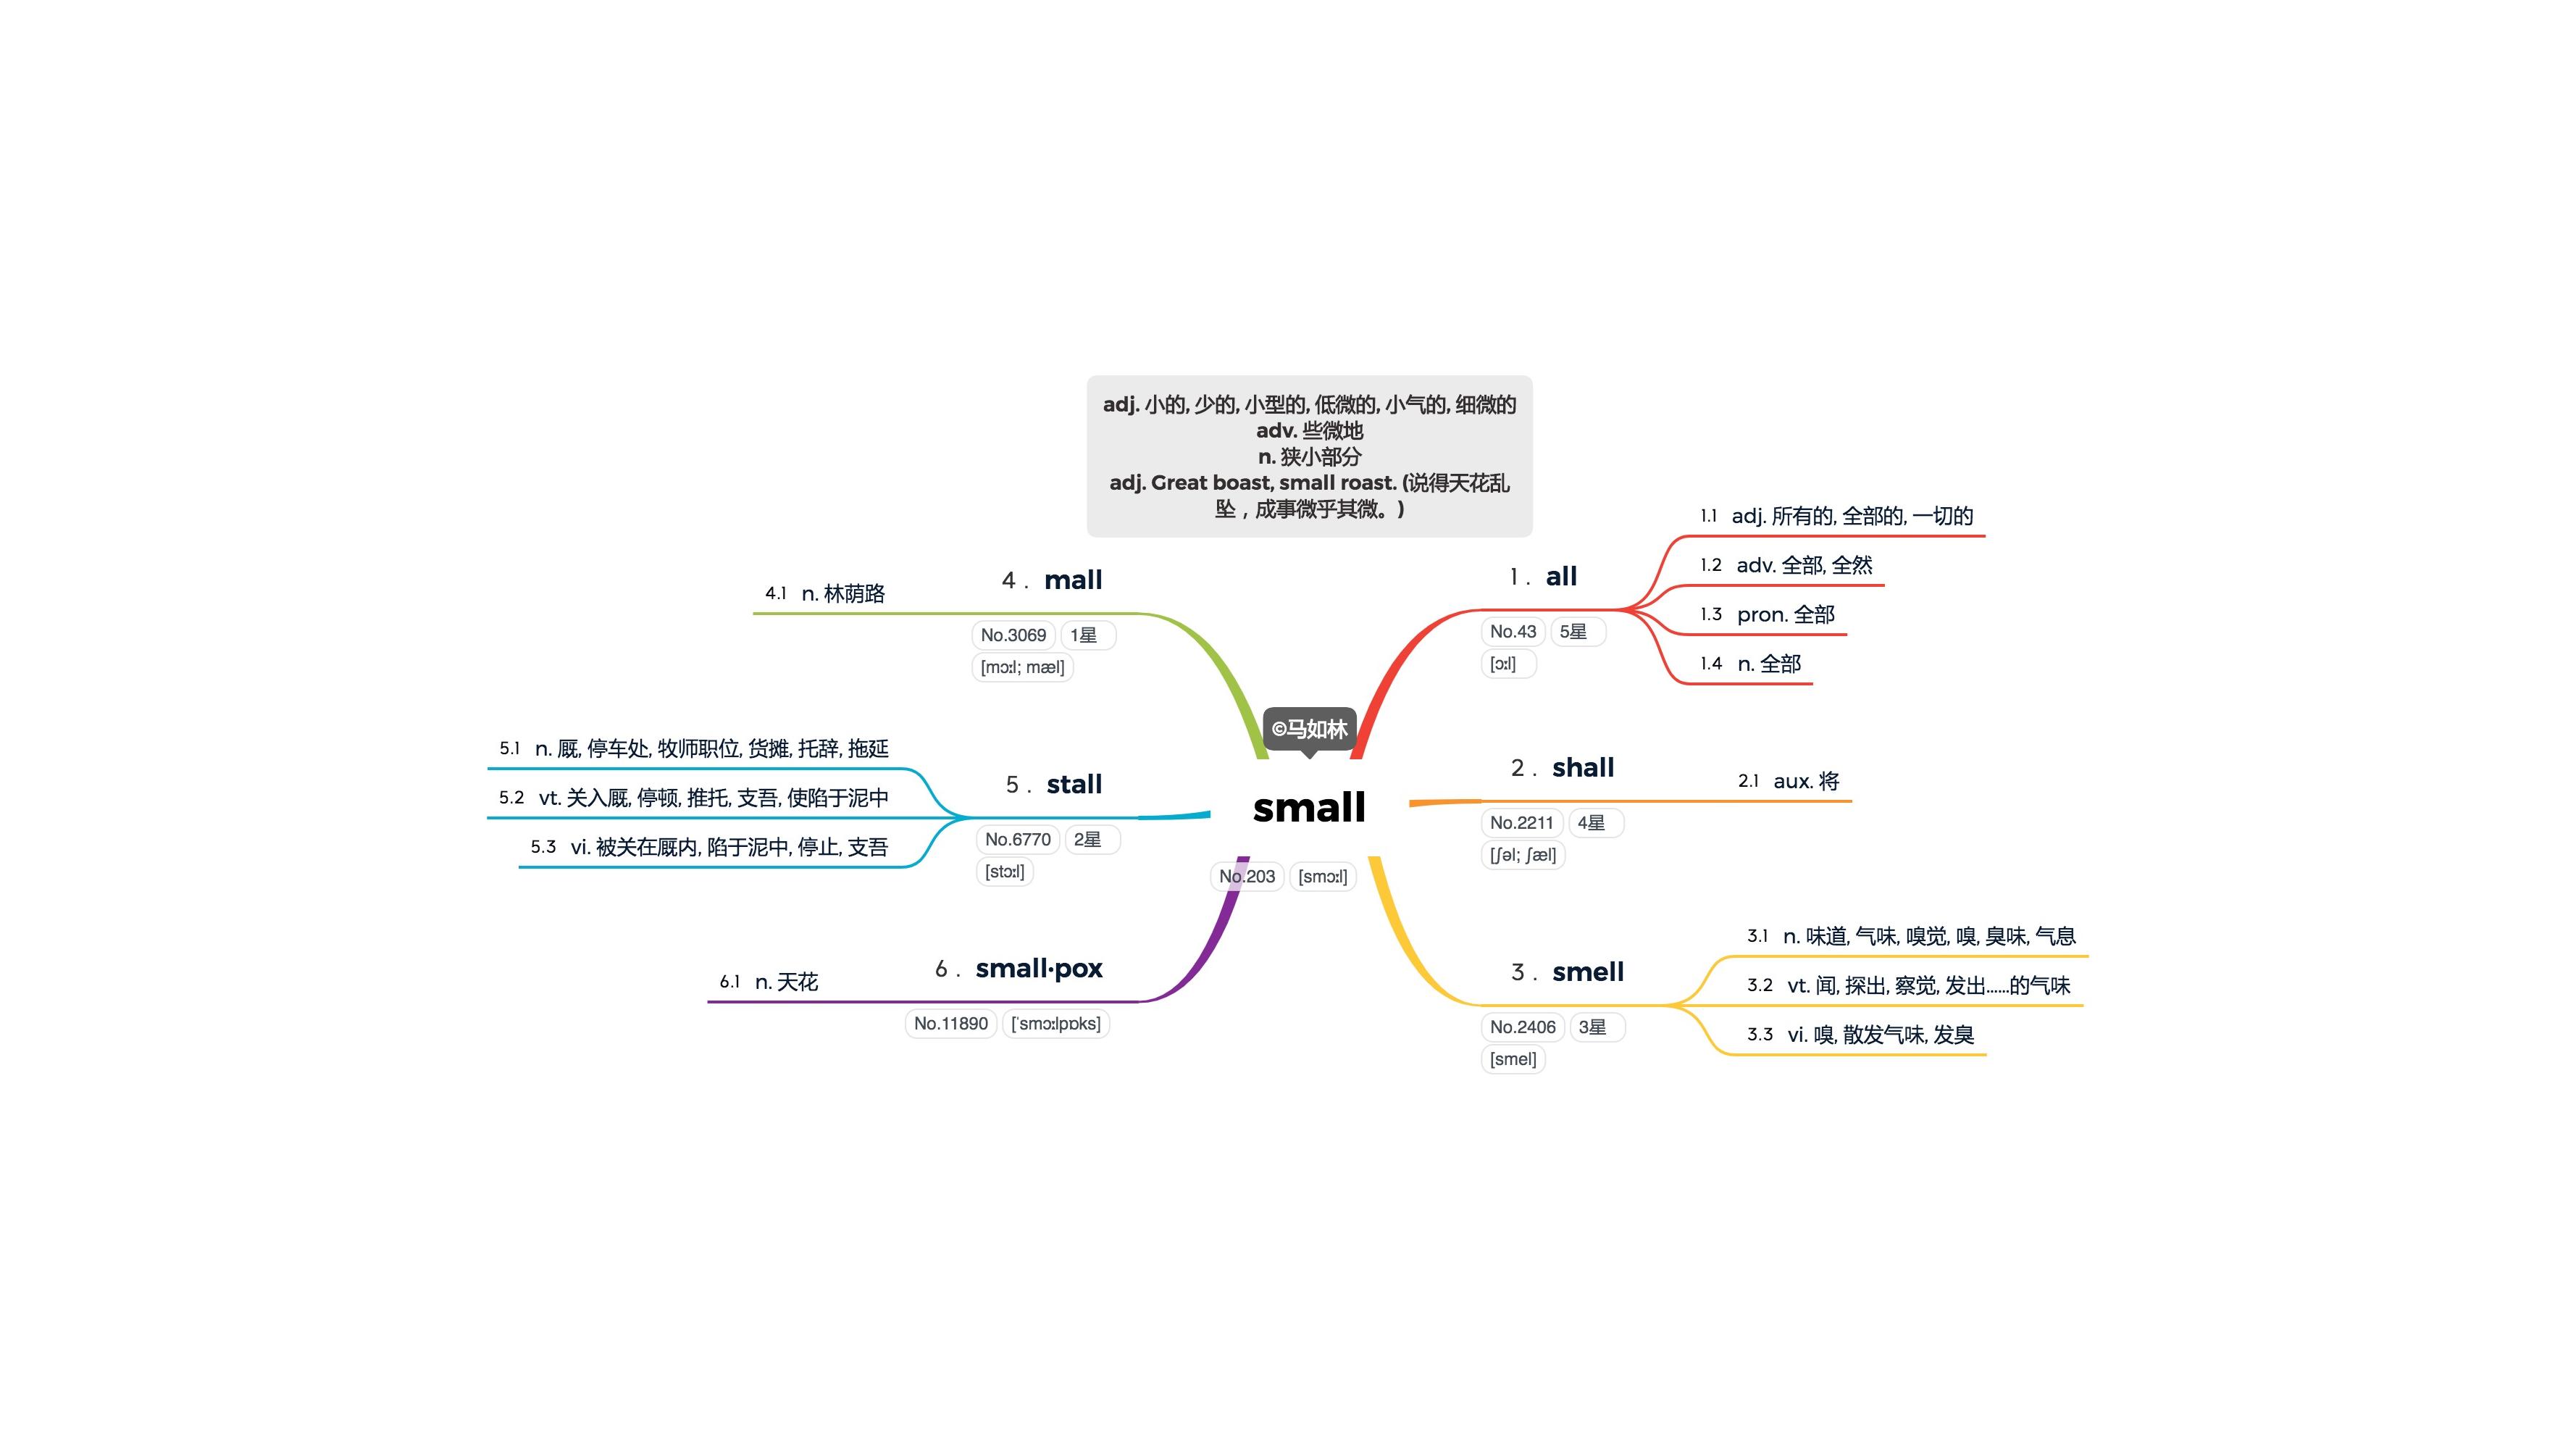 adj. 小的, 少的, 小型的, 低微的, 小气的, 细微的
adv. 些微地
n. 狭小部分
adj. Great boast, small roast. (说得天花乱
坠，成事微乎其微。)
©马如林
small
No.203 [smɔːl]
1. all
No.43 5星
[ɔːl]
1.1 adj. 所有的, 全部的, 一切的
1.2 adv. 全部, 全然
1.3 pron. 全部
1.4 n. 全部
2. shall
No.2211 4星
[ʃəl; ʃæl]
2.1 aux. 将
3. smell
No.2406 3星
[smel]
3.1 n. 味道, 气味, 嗅觉, 嗅, 臭味, 气息
3.2 vt. 闻, 探出, 察觉, 发出......的气味
3.3 vi. 嗅, 散发气味, 发臭
4. mall
No.3069 1星
[mɔːl; mæl]
4.1 n. 林荫路
5. stall
No.6770 2星
[stɔːl]
5.1 n. 厩, 停车处, 牧师职位, 货摊, 托辞, 拖延
5.2 vt. 关入厩, 停顿, 推托, 支吾, 使陷于泥中
5.3 vi. 被关在厩内, 陷于泥中, 停止, 支吾
6. small·pox
No.11890 [ˈsmɔːlpɒks]
6.1 n. 天花